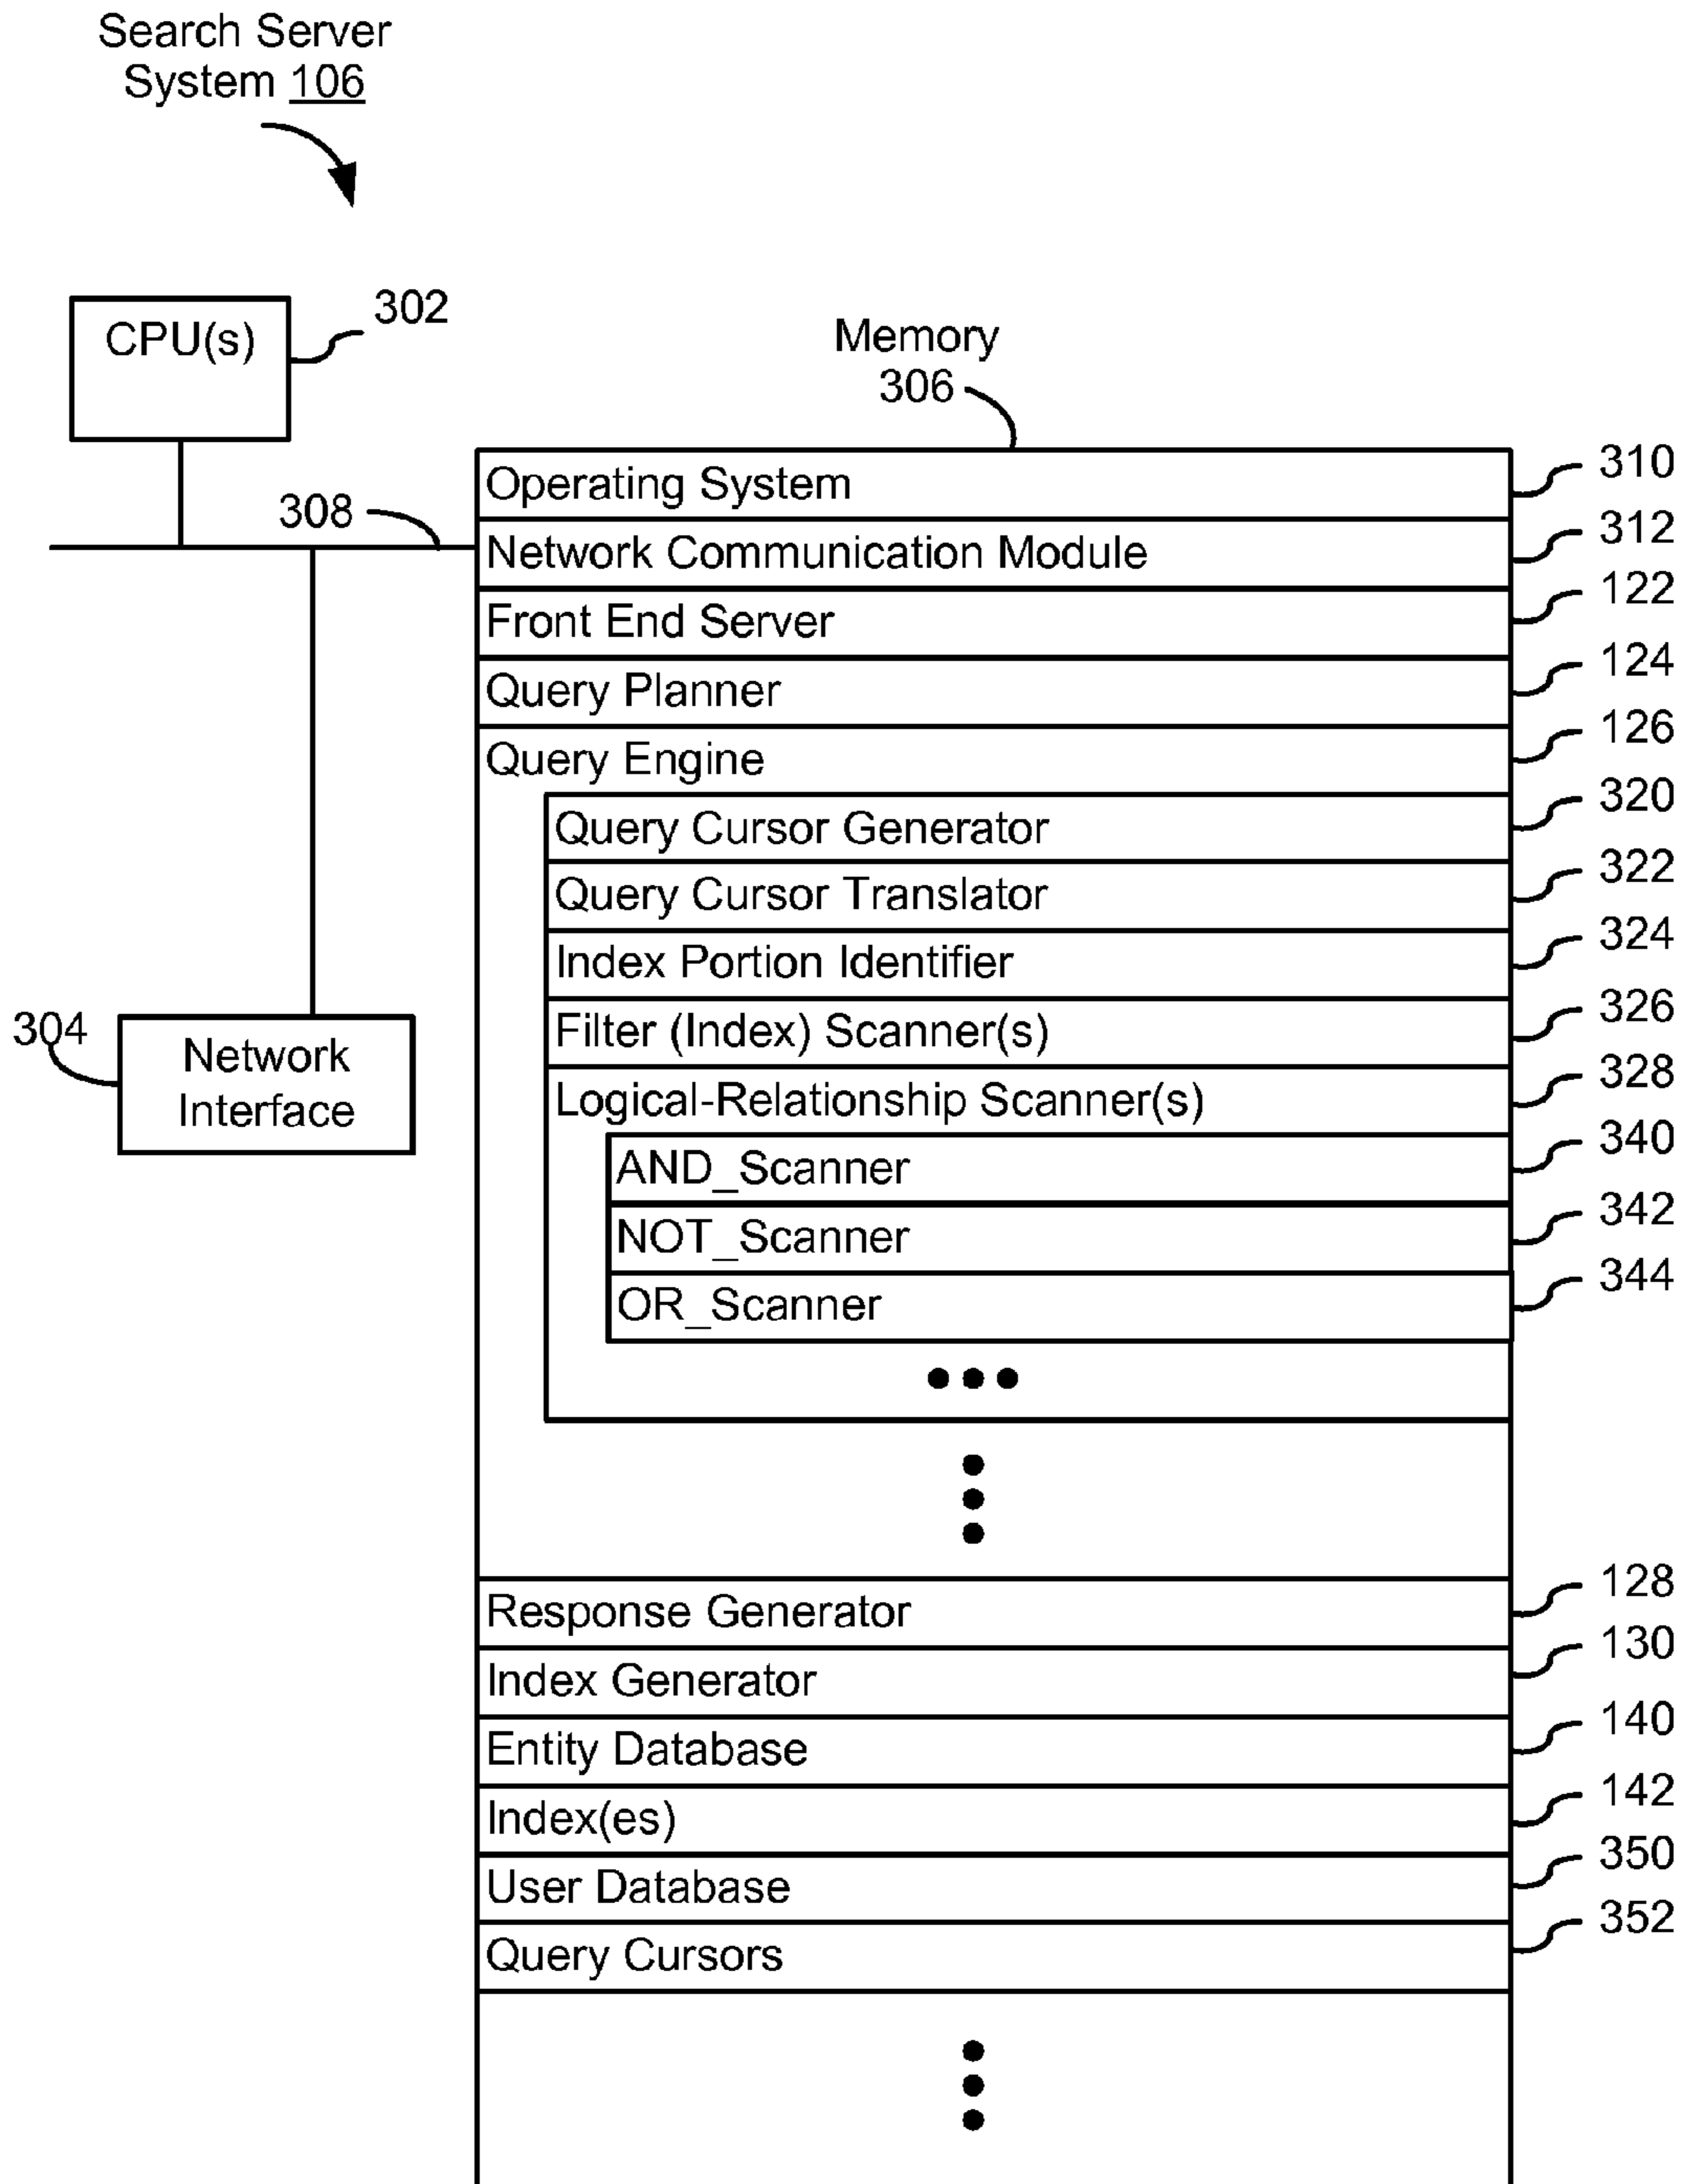 Search Server
System 106
CPU(s)
302
Memory
306
308
Operating System
310
Network Communication Module
312
Front End Server
122
Query Planner
124
Query Engine
126
Query Cursor Generator
320
Query Cursor Translator
322
Index Portion Identifier
324
Filter (Index) Scanner(s)
326
Logical-Relationship Scanner(s)
328
AND_Scanner
340
NOT_Scanner
342
OR_Scanner
344
304
Network
Interface
Response Generator
128
Index Generator
130
Entity Database
140
Index(es)
142
User Database
350
Query Cursors
352